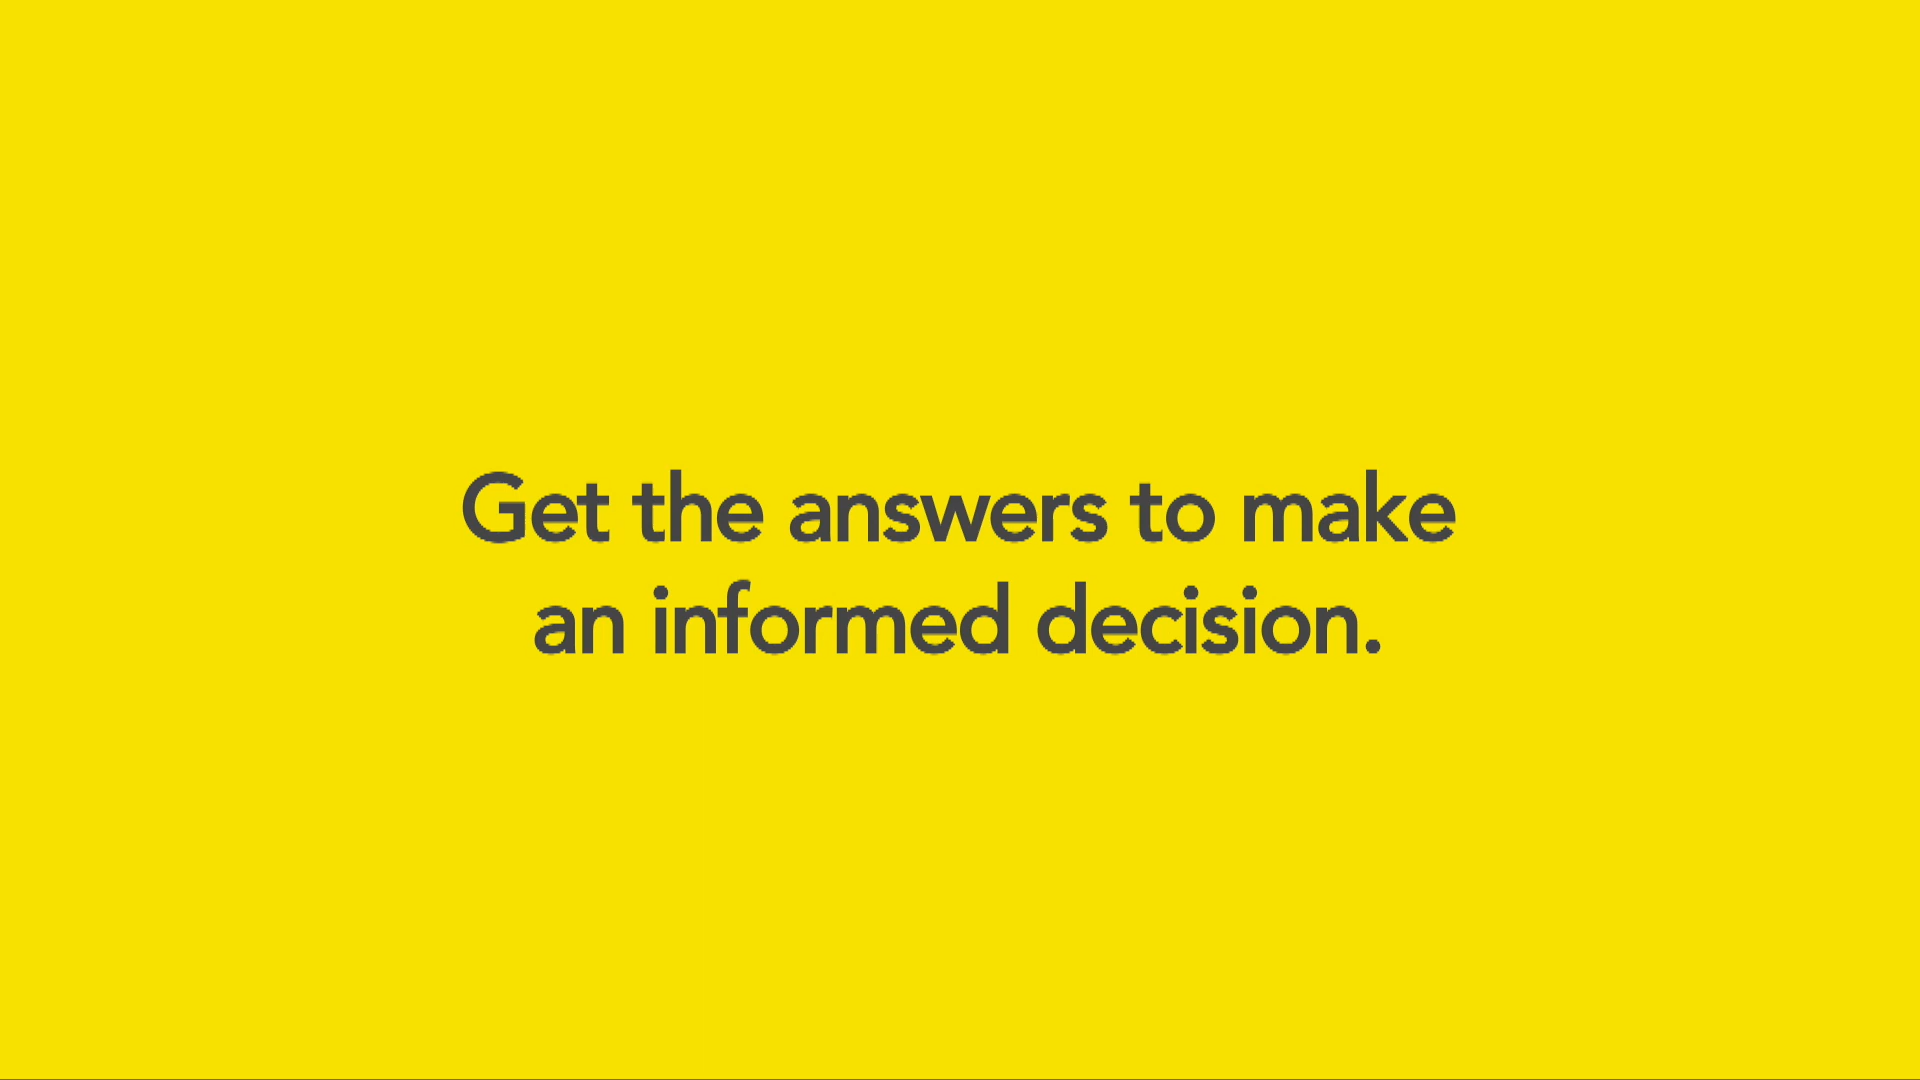 Get the answers to make
an informed decision.